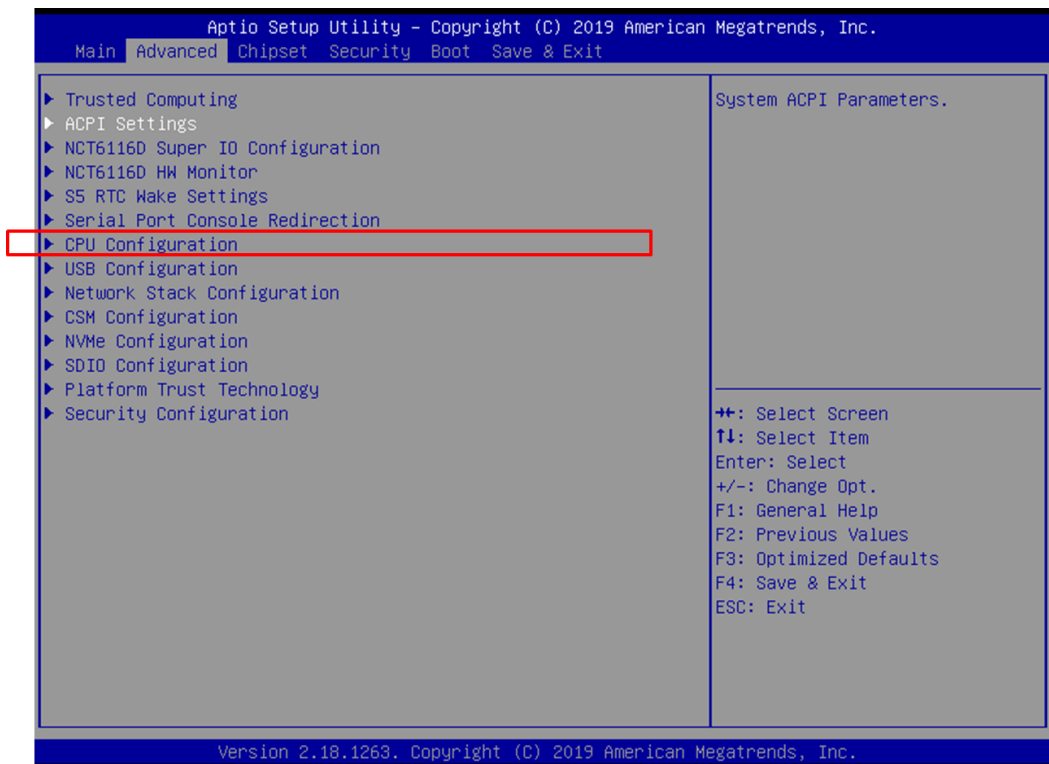 Aptio Setup Utility – Copyright (C) 2019 American Megatrends, Inc.
Main Advanced Chipset Security Boot Save & Exit
Trusted Computing
ACPI Settings
NCT6116D Super IO Configuration
NCT6116D HW Monitor
S5 RTC Wake Settings
Serial Port Console Redirection
CPU Configuration
USB Configuration
Network Stack Configuration
CSM Configuration
NVMe Configuration
SDIO Configuration
Platform Trust Technology
Security Configuration
System ACPI Parameters.
→←: Select Screen
↑↓: Select Item
Enter: Select
+/-: Change Opt.
F1: General Help
F2: Previous Values
F3: Optimized Defaults
F4: Save & Exit
ESC: Exit
Version 2.18.1263. Copyright (C) 2019 American Megatrends, Inc.